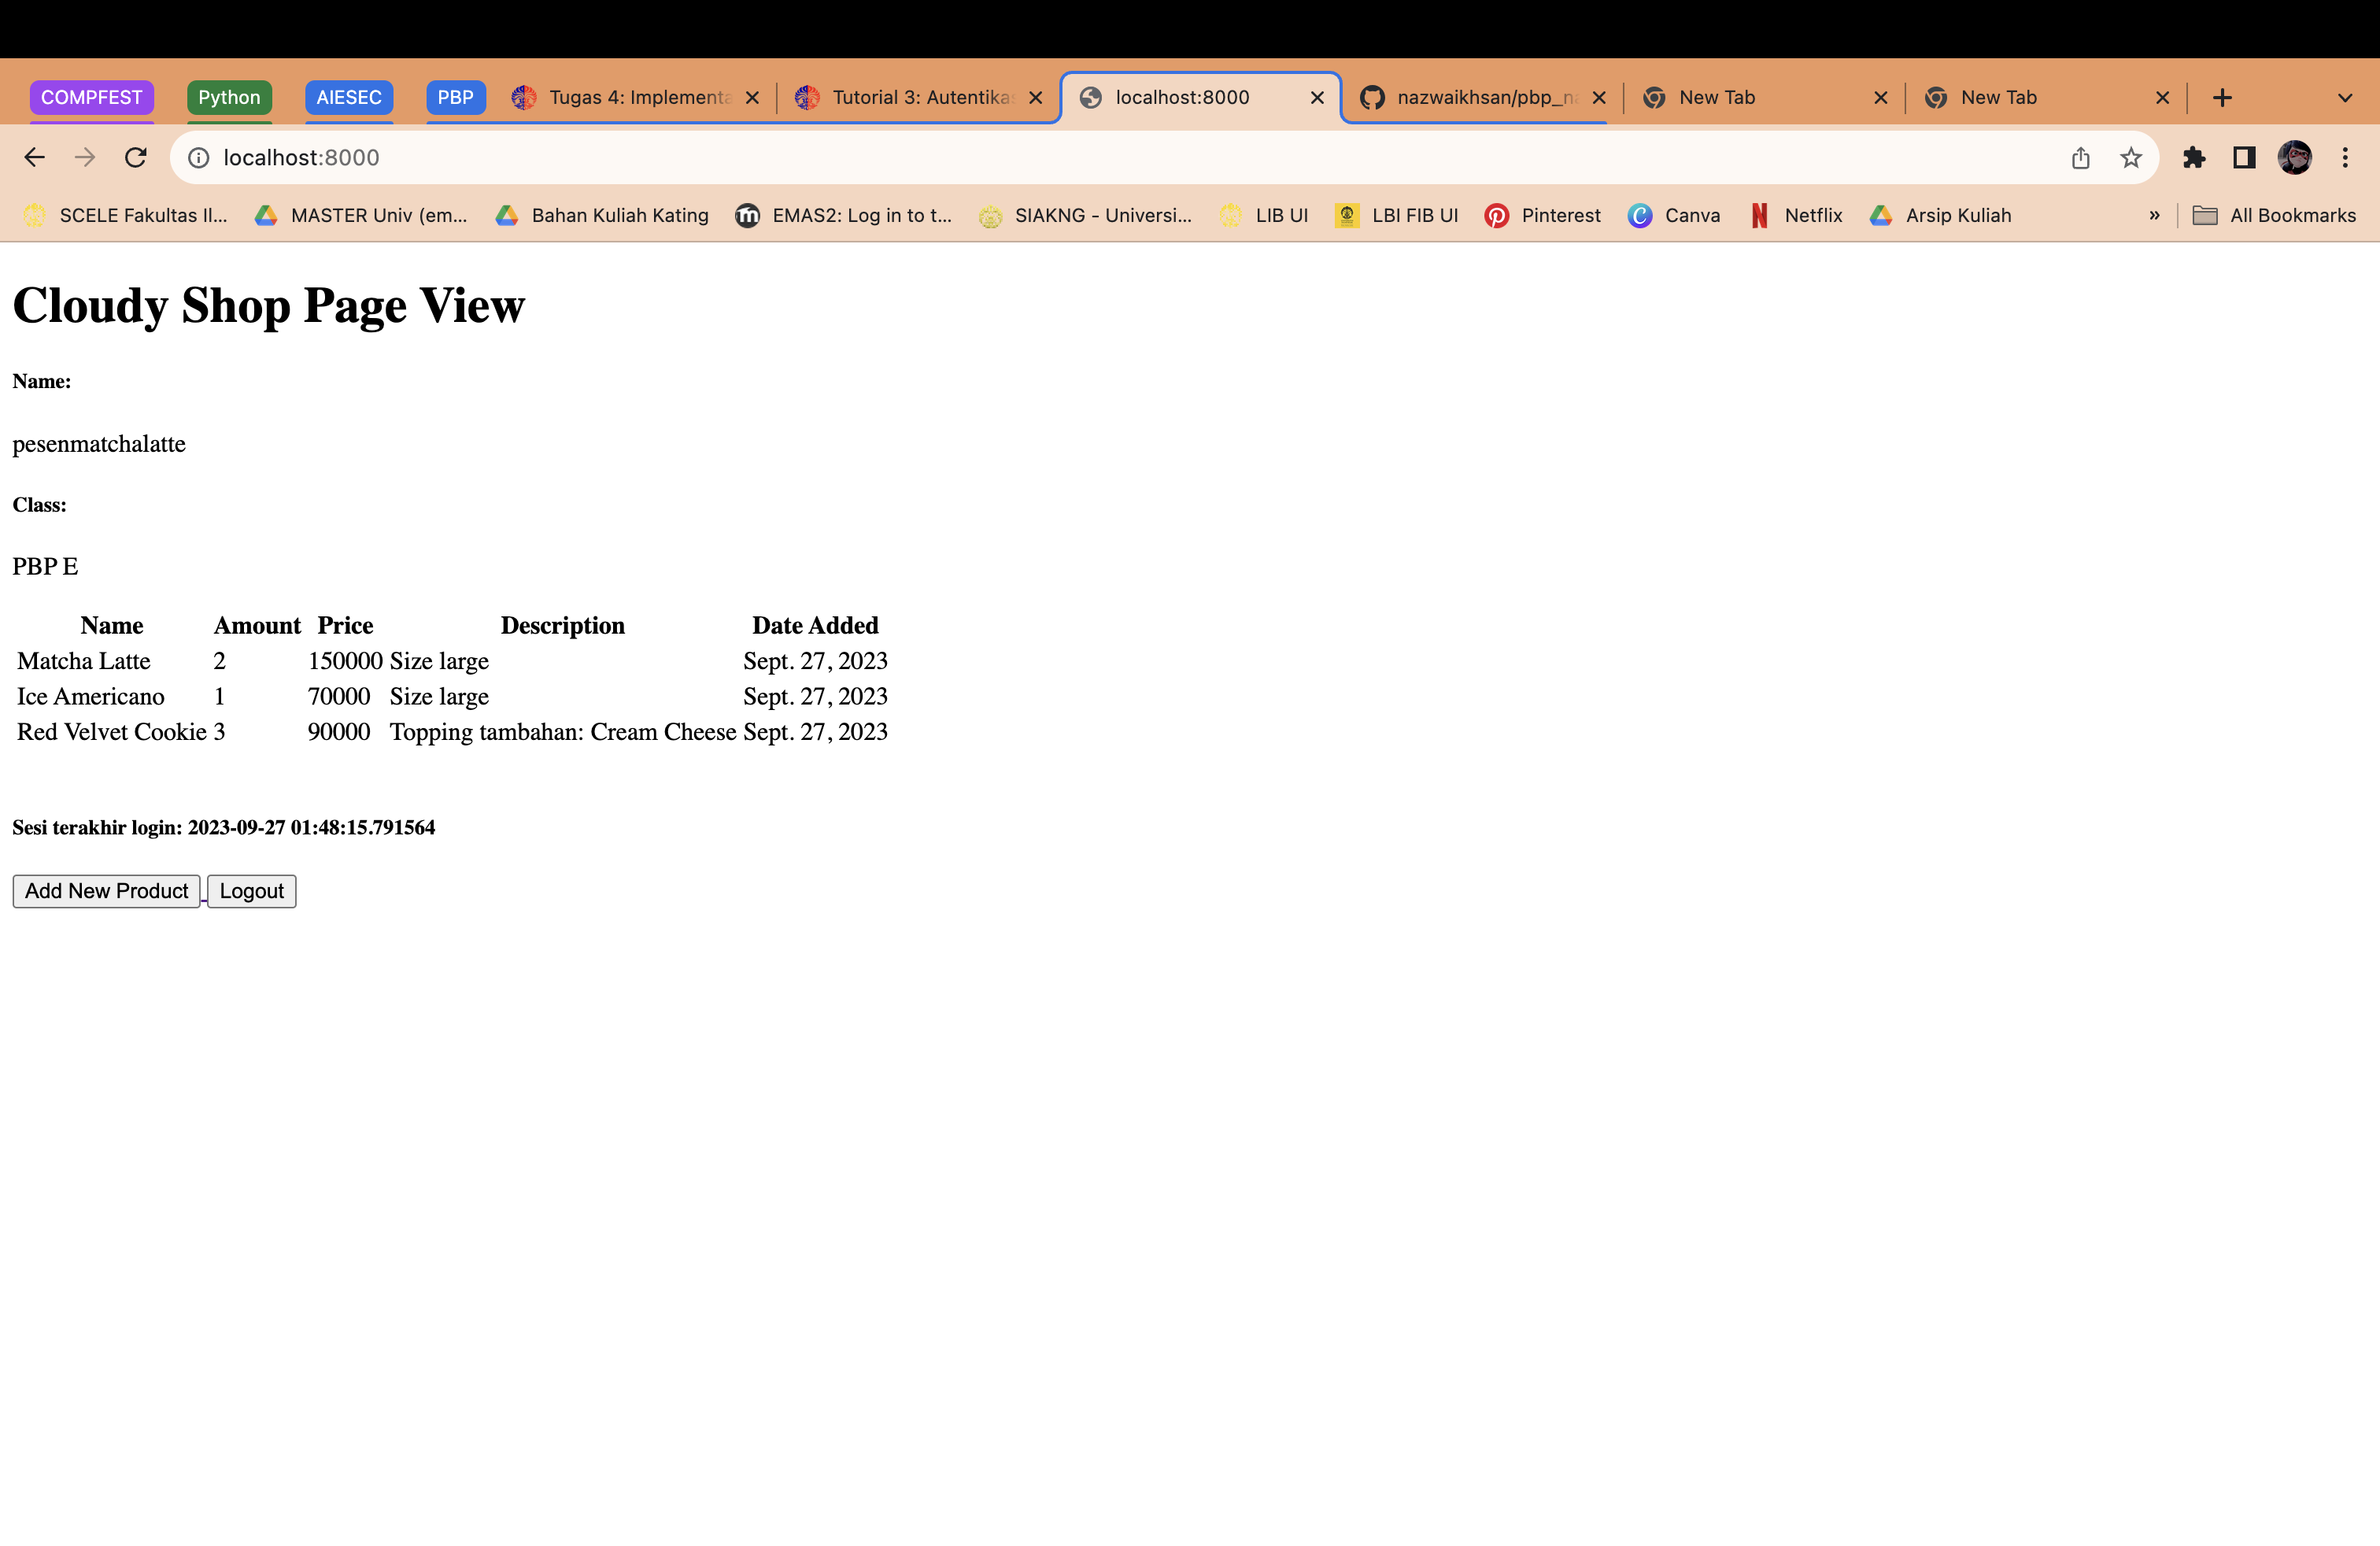 COMPFEST Python AIESEC PBP Tugas 4: Implementa Tutorial 3: Autentikas localhost:8000 nazwaikhsan/pbp_na New Tab New Tab
localhost:8000
SCELE Fakultas Il... MASTER Univ (em... Bahan Kuliah Kating EMAS2: Log in to t... SIAKNG - Universi... LIB UI LBI FIB UI Pinterest Canva Netflix Arsip Kuliah » All Bookmarks
Cloudy Shop Page View
Name:
pesenmatchalatte
Class:
PBP E
Name Amount Price Description Date Added
Matcha Latte 2 150000 Size large Sept. 27, 2023
Ice Americano 1 70000 Size large Sept. 27, 2023
Red Velvet Cookie 3 90000 Topping tambahan: Cream Cheese Sept. 27, 2023
Sesi terakhir login: 2023-09-27 01:48:15.791564
Add New Product Logout